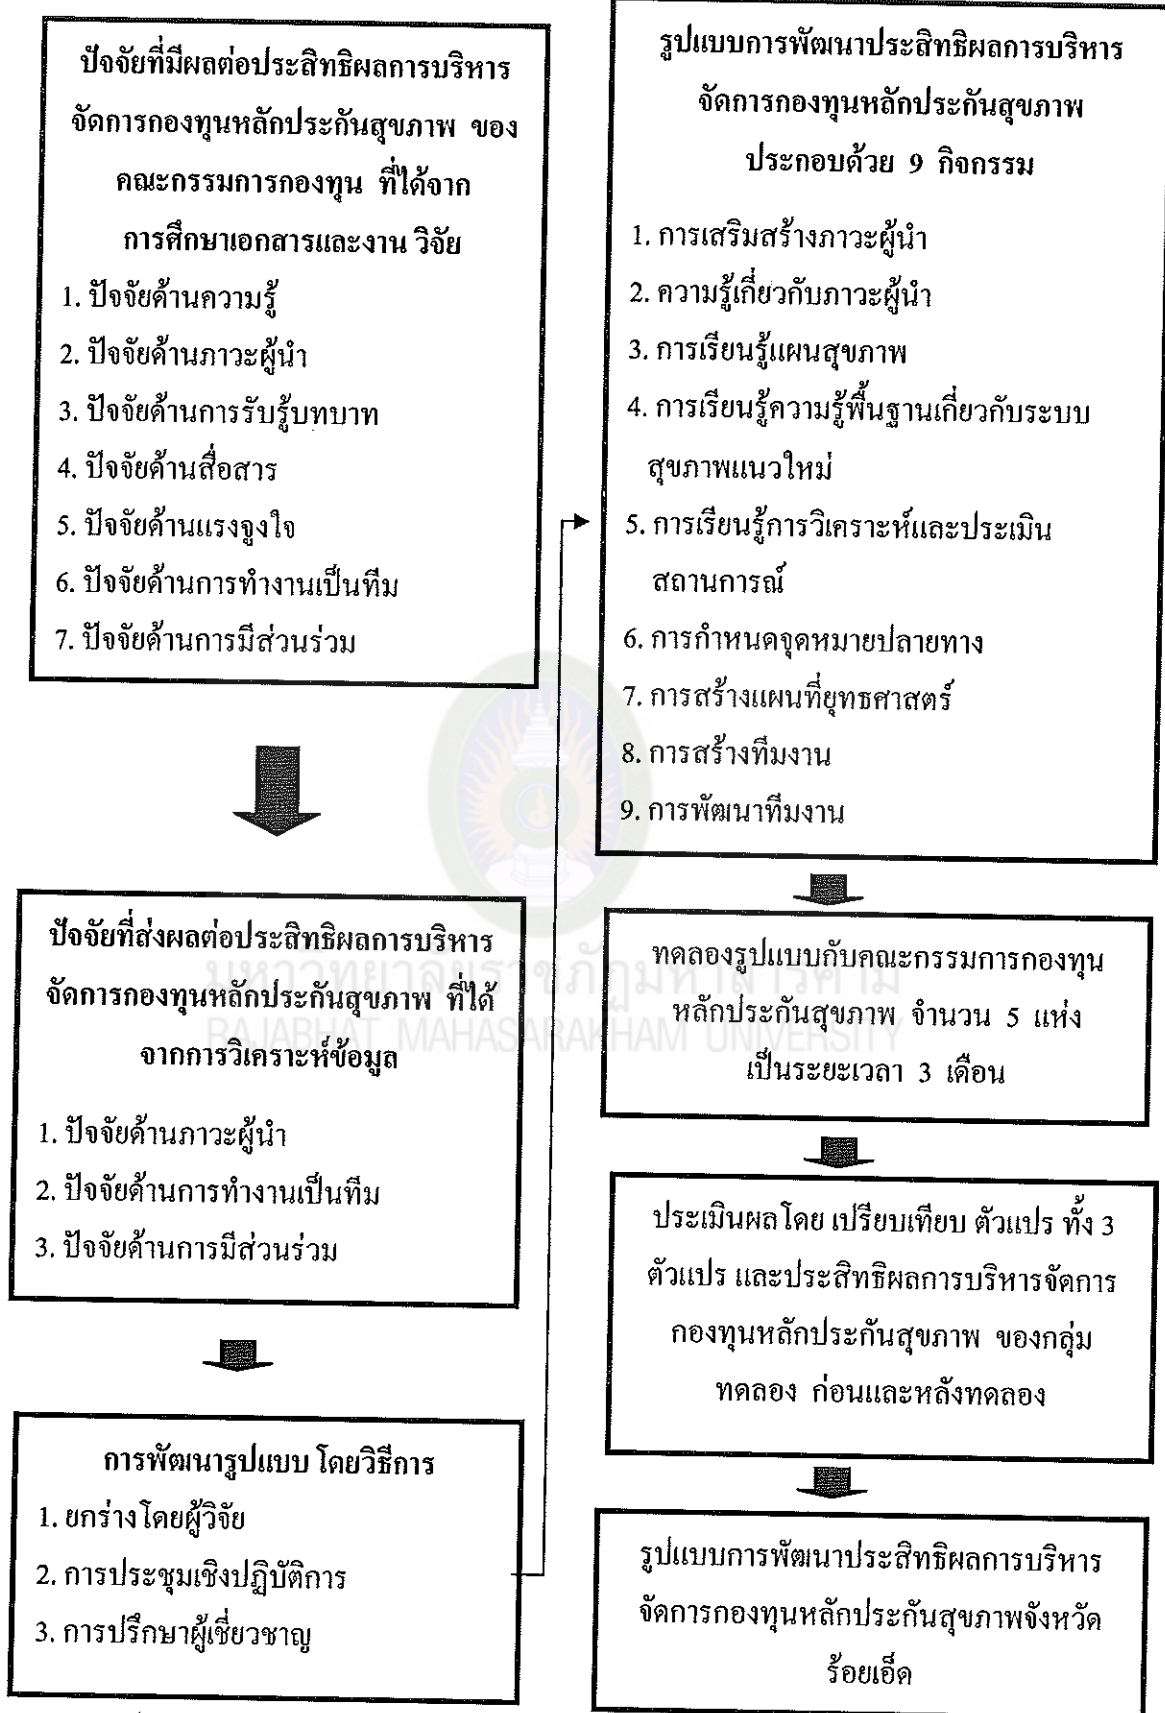 ปัจจัยที่มีผลต่อประสิทธิผลการบริหาร
จัดการกองทุนหลักประกันสุขภาพ ของ
คณะกรรมการกองทุน ที่ได้จาก
การศึกษาเอกสารและงาน วิจัย
1. ปัจจัยด้านความรู้
2. ปัจจัยด้านภาวะผู้นำ
3. ปัจจัยด้านการรับรู้บทบาท
4. ปัจจัยด้านสื่อสาร
5. ปัจจัยด้านแรงจูงใจ
6. ปัจจัยด้านการทำงานเป็นทีม
7. ปัจจัยด้านการมีส่วนร่วม
ปัจจัยที่ส่งผลต่อประสิทธิผลการบริหาร
จัดการกองทุนหลักประกันสุขภาพ ที่ได้
จากการวิเคราะห์ข้อมูล
1. ปัจจัยด้านภาวะผู้นำ
2. ปัจจัยด้านการทำงานเป็นทีม
3. ปัจจัยด้านการมีส่วนร่วม
การพัฒนารูปแบบ โดยวิธีการ
1. ยกร่างโดยผู้วิจัย
2. การประชุมเชิงปฏิบัติการ
3. การปรึกษาผู้เชี่ยวชาญ
รูปแบบการพัฒนาประสิทธิผลการบริหาร
จัดการกองทุนหลักประกันสุขภาพ
ประกอบด้วย 9 กิจกรรม
1. การเสริมสร้างภาวะผู้นำ
2. ความรู้เกี่ยวกับภาวะผู้นำ
3. การเรียนรู้แผนสุขภาพ
4. การเรียนรู้ความรู้พื้นฐานเกี่ยวกับระบบ
สุขภาพแนวใหม่
5. การเรียนรู้การวิเคราะห์และประเมิน
สถานการณ์
6. การกำหนดจุดหมายปลายทาง
7. การสร้างแผนที่ยุทธศาสตร์
8. การสร้างทีมงาน
9. การพัฒนาทีมงาน
ทดลองรูปแบบกับคณะกรรมการกองทุน
หลักประกันสุขภาพ จำนวน 5 แห่ง
เป็นระยะเวลา 3 เดือน
ประเมินผลโดย เปรียบเทียบ ตัวแปร ทั้ง 3
ตัวแปร และประสิทธิผลการบริหารจัดการ
กองทุนหลักประกันสุขภาพ ของกลุ่ม
ทดลอง ก่อนและหลังทดลอง
รูปแบบการพัฒนาประสิทธิผลการบริหาร
จัดการกองทุนหลักประกันสุขภาพจังหวัด
ร้อยเอ็ด
มหาวิทยาลัยราชภัฏมหาสารคาม
RAJABHAT MAHASARAKHAM UNIVERSITY